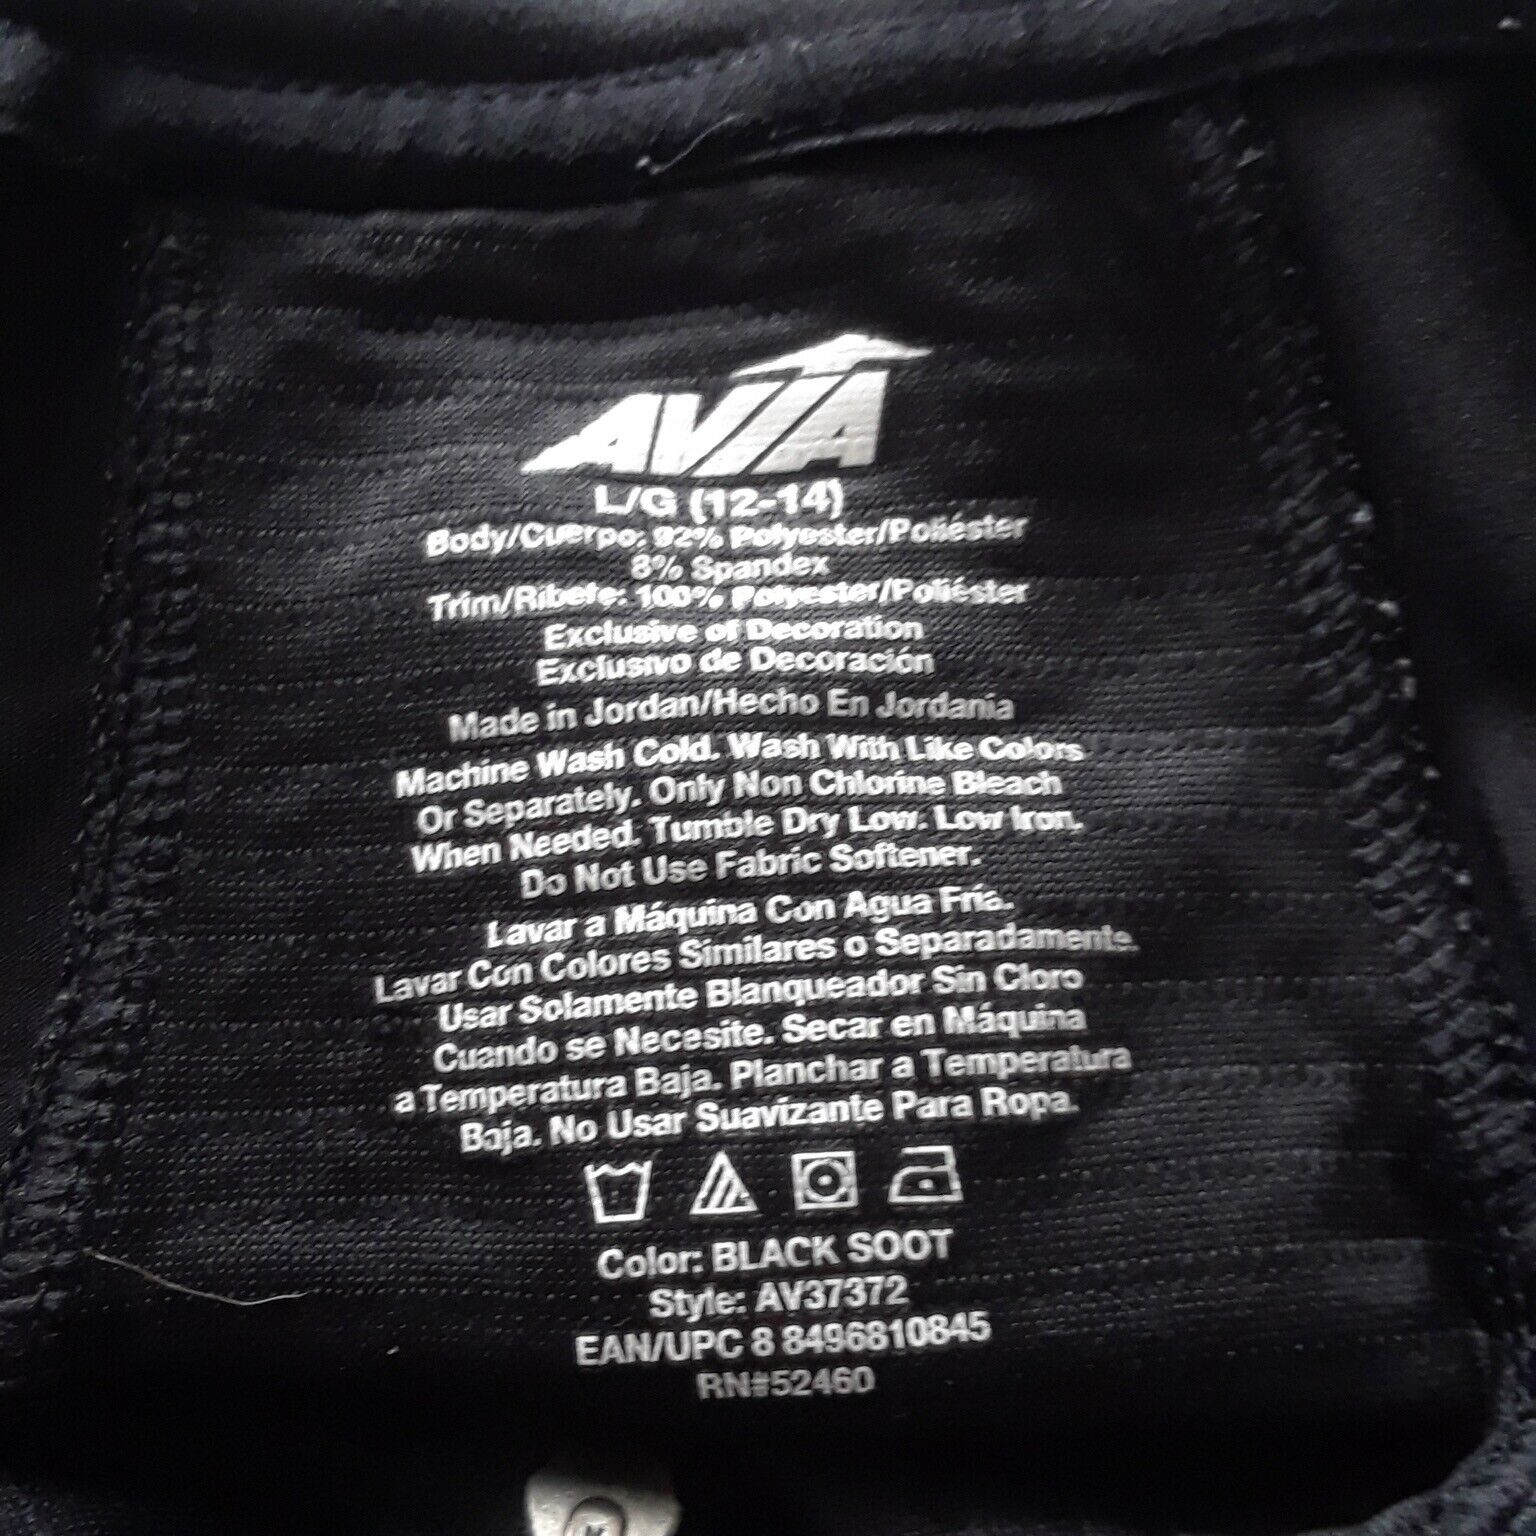 AVIA
L/G (12-14)
Body/Cuerpo: 92% Polyester/Poliéster
8% Spandex
Trim/Ribete: 100% Polyester/Poliéster
Exclusive of Decoration
Exclusivo de Decoración
Made in Jordan/Hecho En Jordania
Machine Wash Cold. Wash With Like Colors
Or Separately. Only Non Chlorine Bleach
When Needed. Tumble Dry Low. Low Iron.
Do Not Use Fabric Softener.
Lavar a Máquina Con Agua Fría.
Lavar Con Colores Similares o Separadamente.
Usar Solamente Blanqueador Sin Cloro
Cuando se Necesite. Secar en Máquina
a Temperatura Baja. Planchar a Temperatura
Baja. No Usar Suavizante Para Ropa.
Color: BLACK SOOT
Style: AV37372
EAN/UPC 8 8496810845
RN#52460